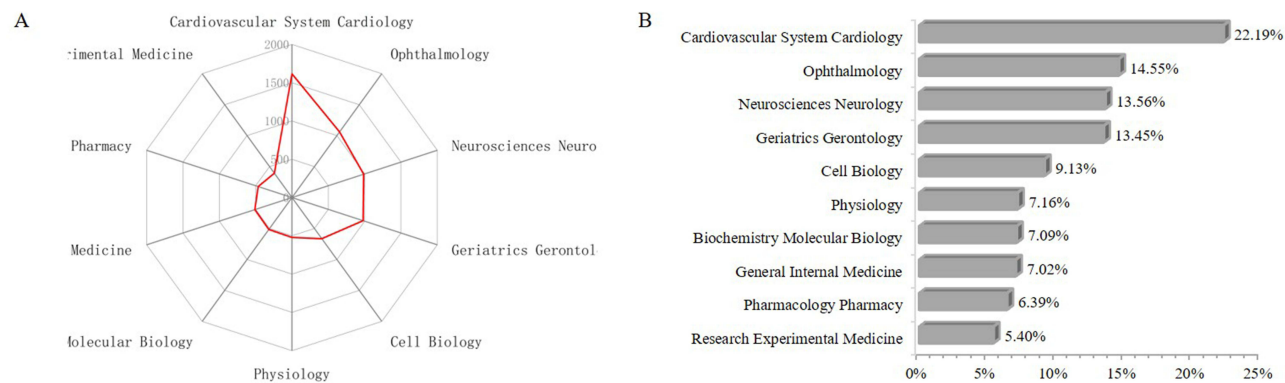 A
Cardiovascular System Cardiology
2000
1500
1000
500
0
Ophthalmology
Neurosciences Neuro
Geriatrics Gerontol
Cell Biology
Physiology
Molecular Biology
Medicine
Pharmacy
rimental Medicine
B
Cardiovascular System Cardiology 22.19%
Ophthalmology 14.55%
Neurosciences Neurology 13.56%
Geriatrics Gerontology 13.45%
Cell Biology 9.13%
Physiology 7.16%
Biochemistry Molecular Biology 7.09%
General Internal Medicine 7.02%
Pharmacology Pharmacy 6.39%
Research Experimental Medicine 5.40%
0% 5% 10% 15% 20% 25%